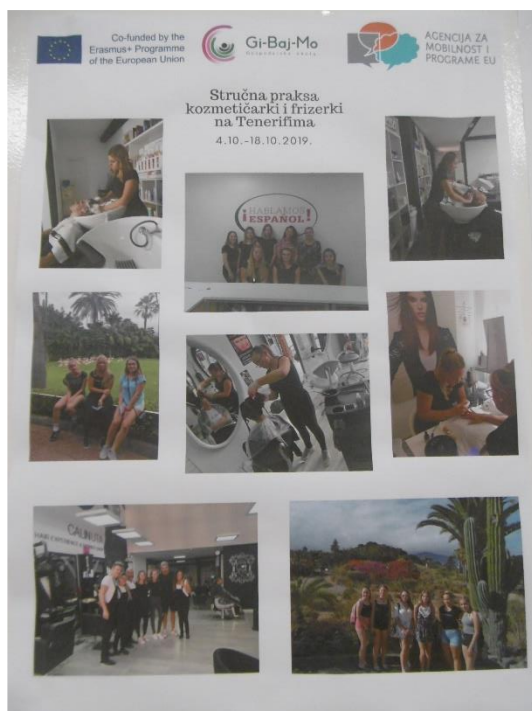 Co-funded by the
Erasmus+ Programme
of the European Union
Gi-Baj-Mo
AGENCIJA ZA
MOBILNOST I
PROGRAME EU
Stručna praksa
kozmetičarki i frizerki
na Tenerifima
4.10.-18.10.2019.
¡HABLAMOS
ESPAÑOL!